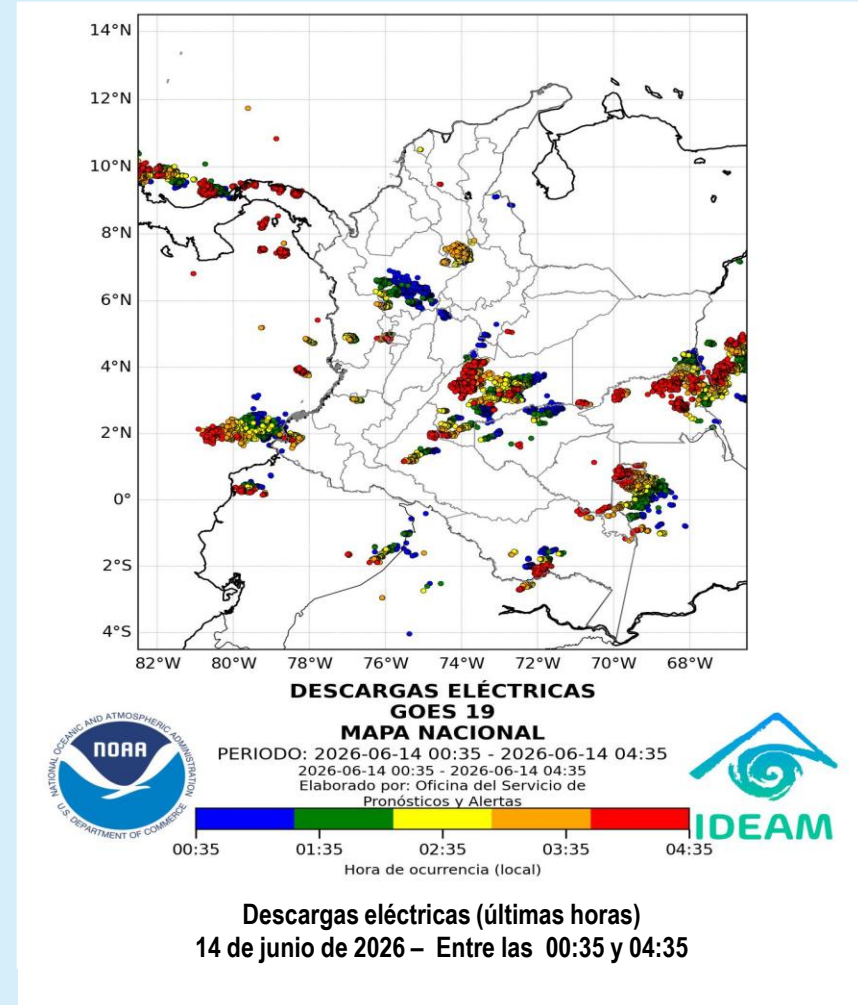 14°N
12°N
10°N
8°N
6°N
4°N
2°N
0°
2°S
4°S
82°W 80°W 78°W 76°W 74°W 72°W 70°W 68°W
DESCARGAS ELÉCTRICAS
GOES 19
MAPA NACIONAL
PERIODO: 2026-06-14 00:35 - 2026-06-14 04:35
2026-06-14 00:35 - 2026-06-14 04:35
Elaborado por: Oficina del Servicio de
Pronósticos y Alertas
NATIONAL OCEANIC AND ATMOSPHERIC ADMINISTRATION
NOAA
U.S. DEPARTMENT OF COMMERCE
IDEAM
00:35 01:35 02:35 03:35 04:35
Hora de ocurrencia (local)
Descargas eléctricas (últimas horas)
14 de junio de 2026 – Entre las 00:35 y 04:35